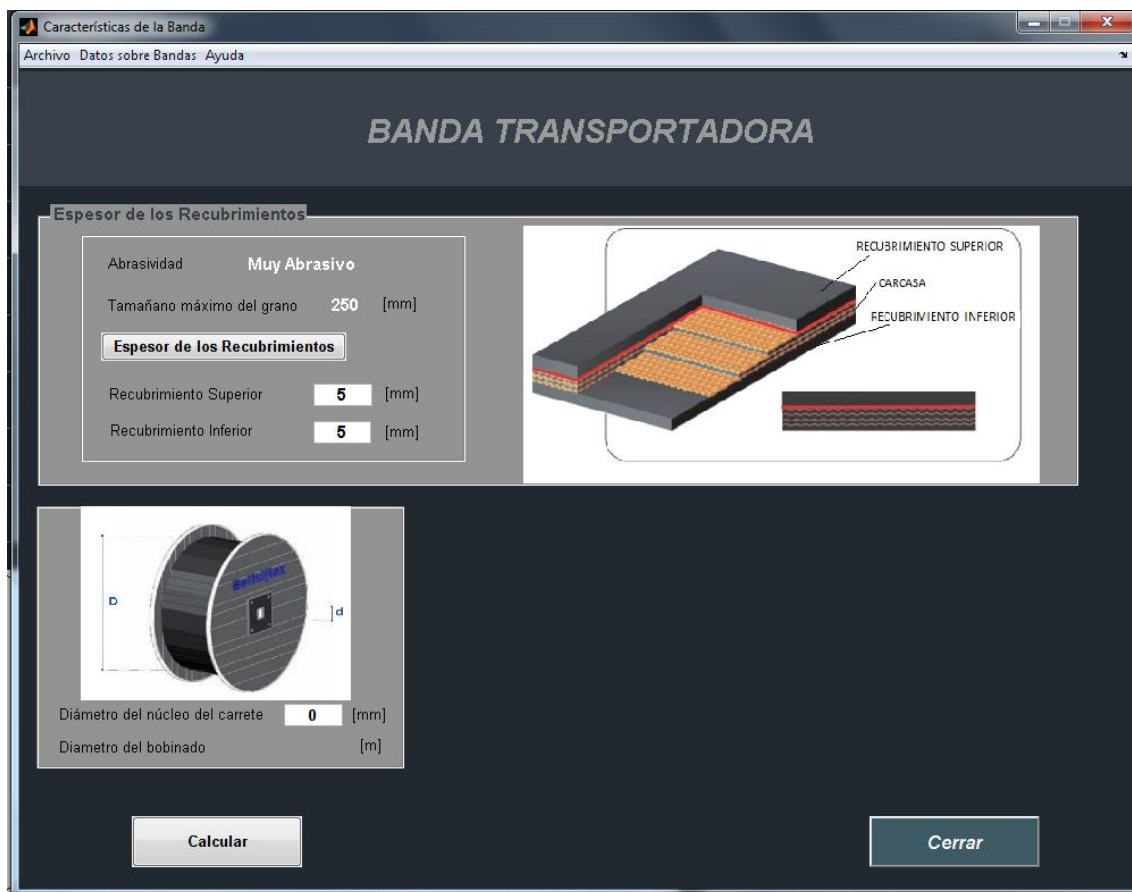 Características de la Banda
Archivo Datos sobre Bandas Ayuda
BANDA TRANSPORTADORA
Espesor de los Recubrimientos
Abrasividad Muy Abrasivo
Tamañano máximo del grano 250 [mm]
Espesor de los Recubrimientos
Recubrimiento Superior 5 [mm]
Recubrimiento Inferior 5 [mm]
RECUBRIMIENTO SUPERIOR
CARCASA
RECUBRIMIENTO INFERIOR
Beltsiflex
D
d
Diámetro del núcleo del carrete 0 [mm]
Diametro del bobinado [m]
Calcular
Cerrar